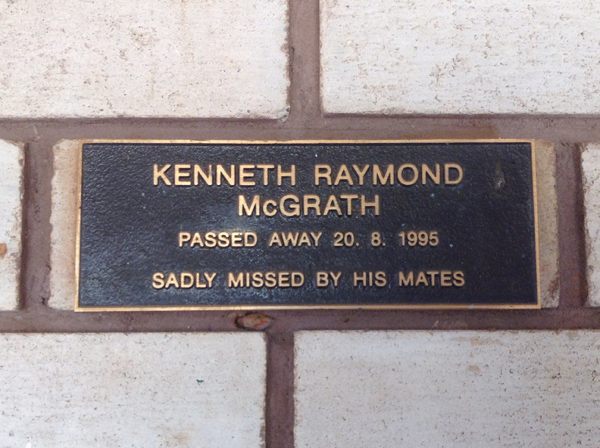 KENNETH RAYMOND
McGRATH
PASSED AWAY 20. 8. 1995
SADLY MISSED BY HIS MATES